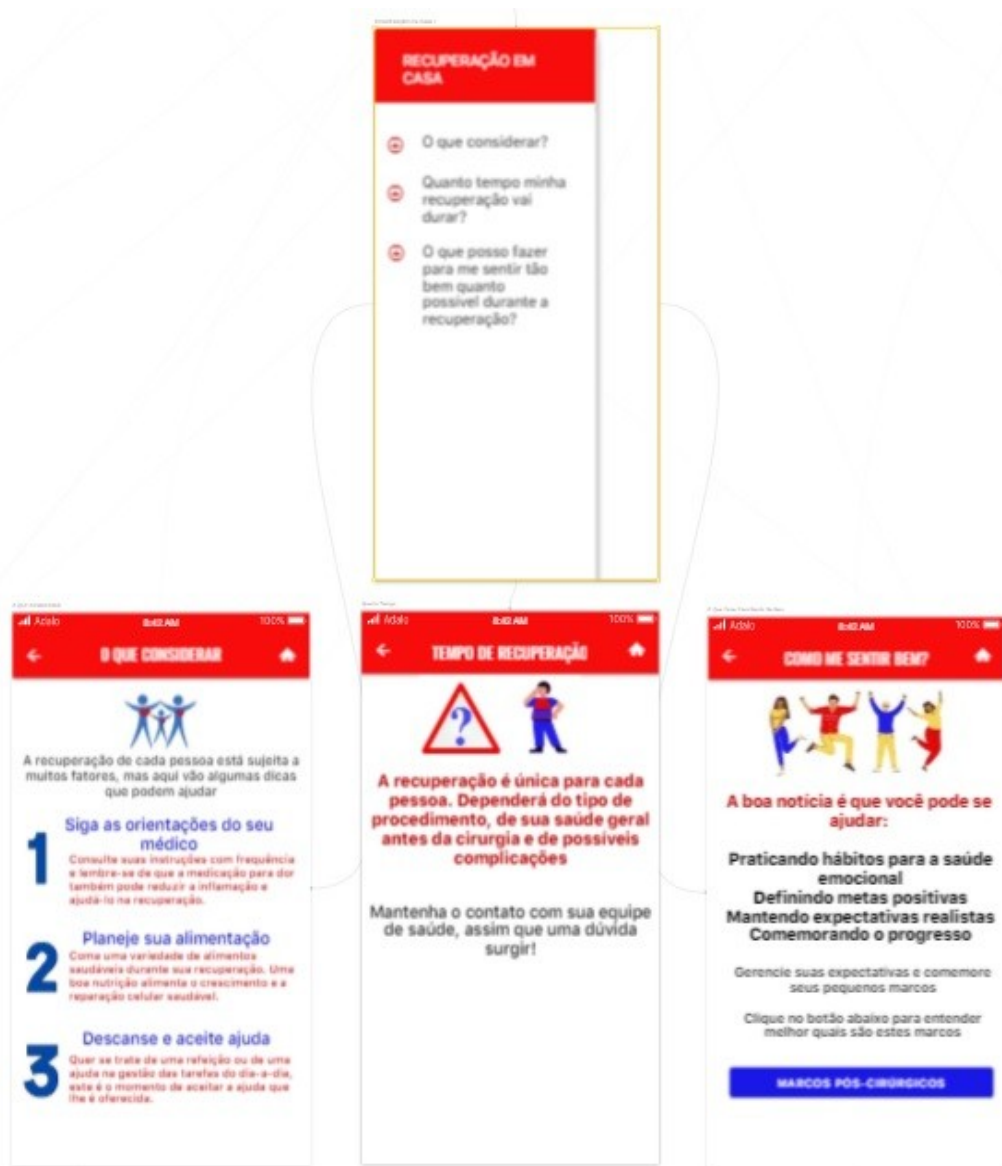 RECUPERAÇÃO EM
CASA
O que considerar?
Quanto tempo minha
recuperação vai
durar?
O que posso fazer
para me sentir tão
bem quanto
possível durante a
recuperação?
Adalo
8:42 AM
100%
O QUE CONSIDERAR
A recuperação de cada pessoa está sujeita a
muitos fatores, mas aqui vão algumas dicas
que podem ajudar
1
Siga as orientações do seu
médico
Consulte suas instruções com frequência
e lembre-se de que a medicação para dor
também pode reduzir a inflamação e
ajudá-lo na recuperação.
2
Planeje sua alimentação
Coma uma variedade de alimentos
saudáveis durante sua recuperação. Uma
boa nutrição alimenta o crescimento e a
reparação celular saudável.
3
Descanse e aceite ajuda
Quer se trate de uma refeição ou de uma
ajuda na gestão das tarefas do dia-a-dia,
este é o momento de aceitar a ajuda que
lhe é oferecida.
Adalo
8:42 AM
100%
TEMPO DE RECUPERAÇÃO
?
A recuperação é única para cada
pessoa. Dependerá do tipo de
procedimento, de sua saúde geral
antes da cirurgia e de possíveis
complicações
Mantenha o contato com sua equipe
de saúde, assim que uma dúvida
surgir!
Adalo
8:42 AM
100%
COMO ME SENTIR BEM?
A boa notícia é que você pode se
ajudar:
Praticando hábitos para a saúde
emocional
Definindo metas positivas
Mantendo expectativas realistas
Comemorando o progresso
Gerencie suas expectativas e comemore
seus pequenos marcos
Clique no botão abaixo para entender
melhor quais são estes marcos
MARCOS PÓS-CIRÚRGICOS